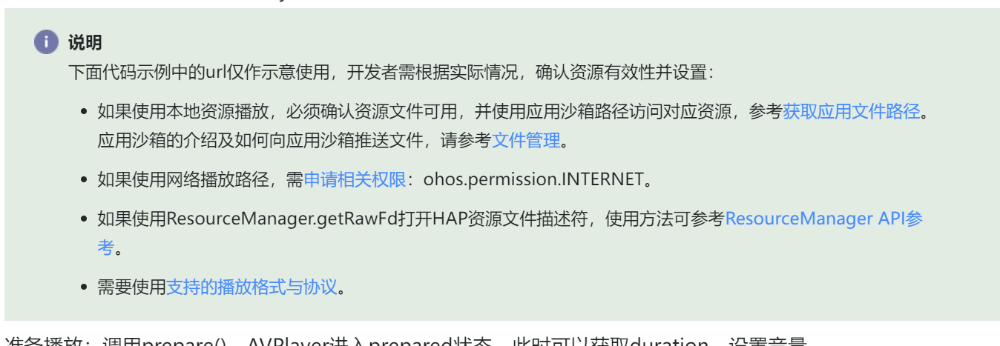 说明
下面代码示例中的url仅作示意使用，开发者需根据实际情况，确认资源有效性并设置：
• 如果使用本地资源播放，必须确认资源文件可用，并使用应用沙箱路径访问对应资源，参考获取应用文件路径。
应用沙箱的介绍及如何向应用沙箱推送文件，请参考文件管理。
• 如果使用网络播放路径，需申请相关权限：ohos.permission.INTERNET。
• 如果使用ResourceManager.getRawFd打开HAP资源文件描述符，使用方法可参考ResourceManager API参
考。
• 需要使用支持的播放格式与协议。
准备播放：调用prepare()，AVPlayer进入prepared状态，此时可以获取duration，设置音量